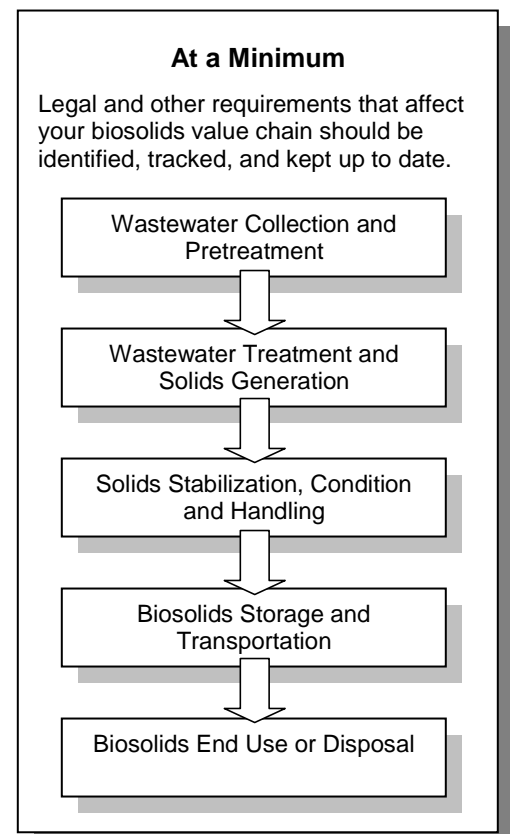 At a Minimum
Legal and other requirements that affect
your biosolids value chain should be
identified, tracked, and kept up to date.
Wastewater Collection and
Pretreatment
Wastewater Treatment and
Solids Generation
Solids Stabilization, Condition
and Handling
Biosolids Storage and
Transportation
Biosolids End Use or Disposal